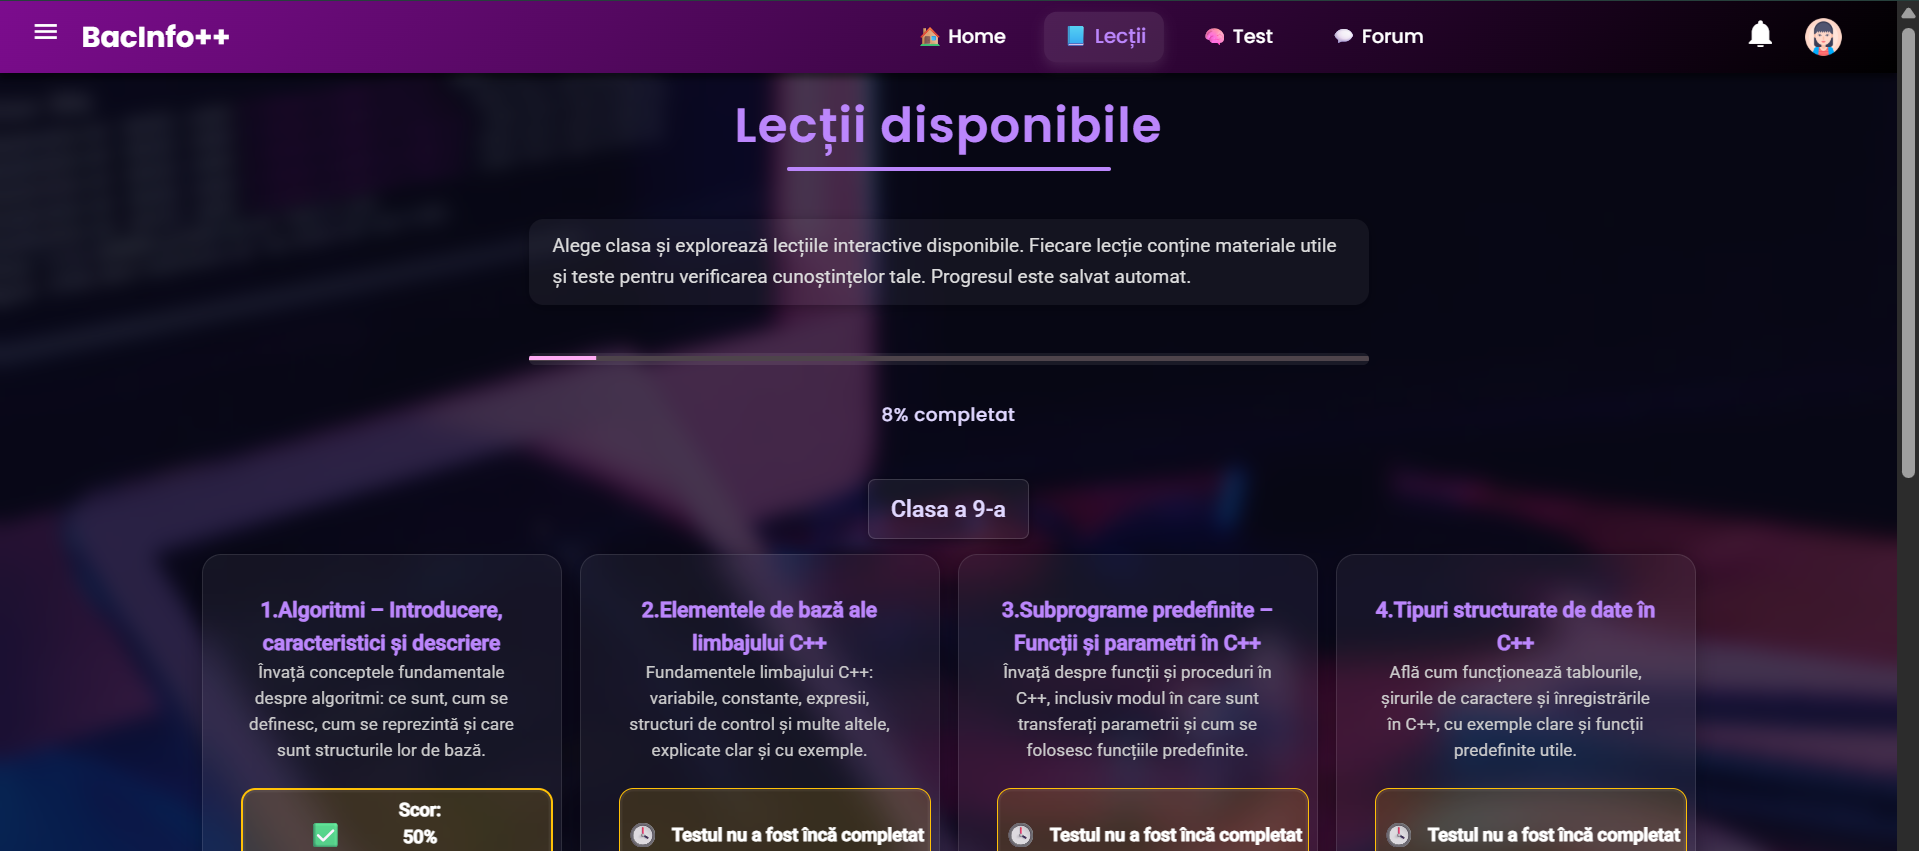 BacInfo++
Home
Lecții
Test
Forum
Lecții disponibile
Alege clasa și explorează lecțiile interactive disponibile. Fiecare lecție conține materiale utile
și teste pentru verificarea cunoștințelor tale. Progresul este salvat automat.
8% completat
Clasa a 9-a
1.Algoritmi – Introducere,
caracteristici și descriere
Învață conceptele fundamentale
despre algoritmi: ce sunt, cum se
definesc, cum se reprezintă și care
sunt structurile lor de bază.
Scor:
50%
2.Elementele de bază ale
limbajului C++
Fundamentele limbajului C++:
variabile, constante, expresii,
structuri de control și multe altele,
explicate clar și cu exemple.
Testul nu a fost încă completat
3.Subprograme predefinite –
Funcții și parametri în C++
Învață despre funcții și proceduri în
C++, inclusiv modul în care sunt
transferați parametrii și cum se
folosesc funcțiile predefinite.
Testul nu a fost încă completat
4.Tipuri structurate de date în
C++
Află cum funcționează tablourile,
șirurile de caractere și înregistrările
în C++, cu exemple clare și funcții
predefinite utile.
Testul nu a fost încă completat